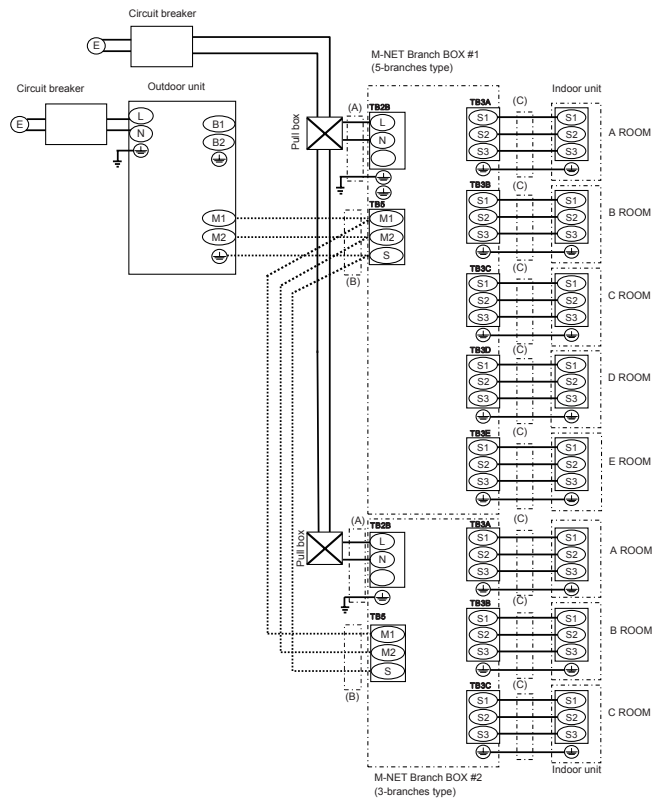 Circuit breaker
E
M-NET Branch BOX #1
(5-branches type)
Circuit breaker
Outdoor unit
Indoor unit
E
L
N
B1
B2
M1
M2
Pull box
(A)
TB2B
L
N
TB5
M1
M2
S
(B)
TB3A
(C)
S1
S1
S2
S2
S3
S3
A ROOM
TB3B
(C)
S1
S1
S2
S2
S3
S3
B ROOM
TB3C
(C)
S1
S1
S2
S2
S3
S3
C ROOM
TB3D
(C)
S1
S1
S2
S2
S3
S3
D ROOM
TB3E
(C)
S1
S1
S2
S2
S3
S3
E ROOM
Pull box
(A)
TB2B
L
N
TB5
M1
M2
S
(B)
TB3A
(C)
S1
S1
S2
S2
S3
S3
A ROOM
TB3B
(C)
S1
S1
S2
S2
S3
S3
B ROOM
TB3C
(C)
S1
S1
S2
S2
S3
S3
C ROOM
Indoor unit
M-NET Branch BOX #2
(3-branches type)